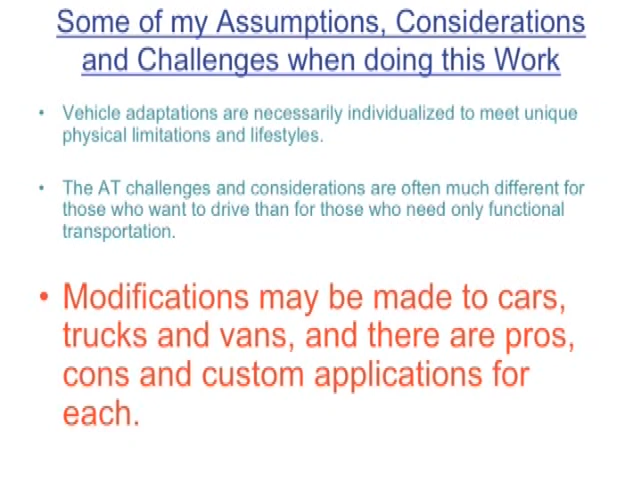 Some of my Assumptions, Considerations
and Challenges when doing this Work
• Vehicle adaptations are necessarily individualized to meet unique
physical limitations and lifestyles.
• The AT challenges and considerations are often much different for
those who want to drive than for those who need only functional
transportation.
• Modifications may be made to cars,
trucks and vans, and there are pros,
cons and custom applications for
each.